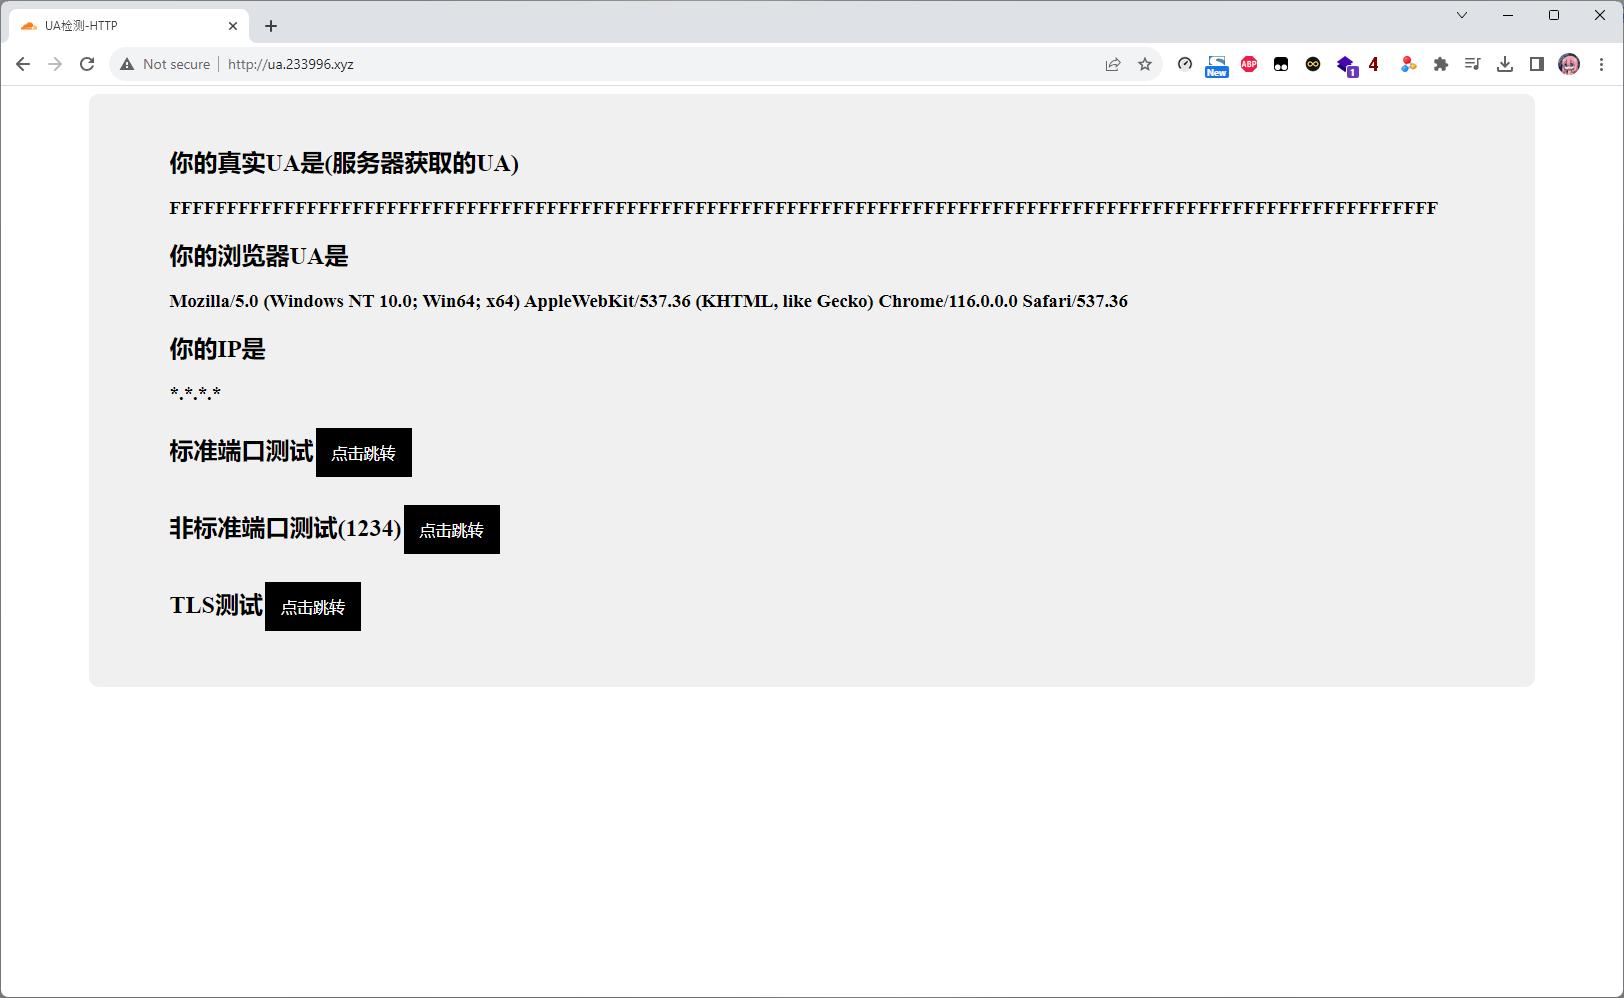 UA检测-HTTP
Not secure | http://ua.233996.xyz
New
ABP
1
4
你的真实UA是(服务器获取的UA)
FFFFFFFFFFFFFFFFFFFFFFFFFFFFFFFFFFFFFFFFFFFFFFFFFFFFFFFFFFFFFFFFFFFFFFFFFFFFFFFFFFFFFFFFFFFFFFFFFFFFFFFFFFFFFFF
你的浏览器UA是
Mozilla/5.0 (Windows NT 10.0; Win64; x64) AppleWebKit/537.36 (KHTML, like Gecko) Chrome/116.0.0.0 Safari/537.36
你的IP是
*.*.*.*
标准端口测试 点击跳转
非标准端口测试(1234) 点击跳转
TLS测试 点击跳转